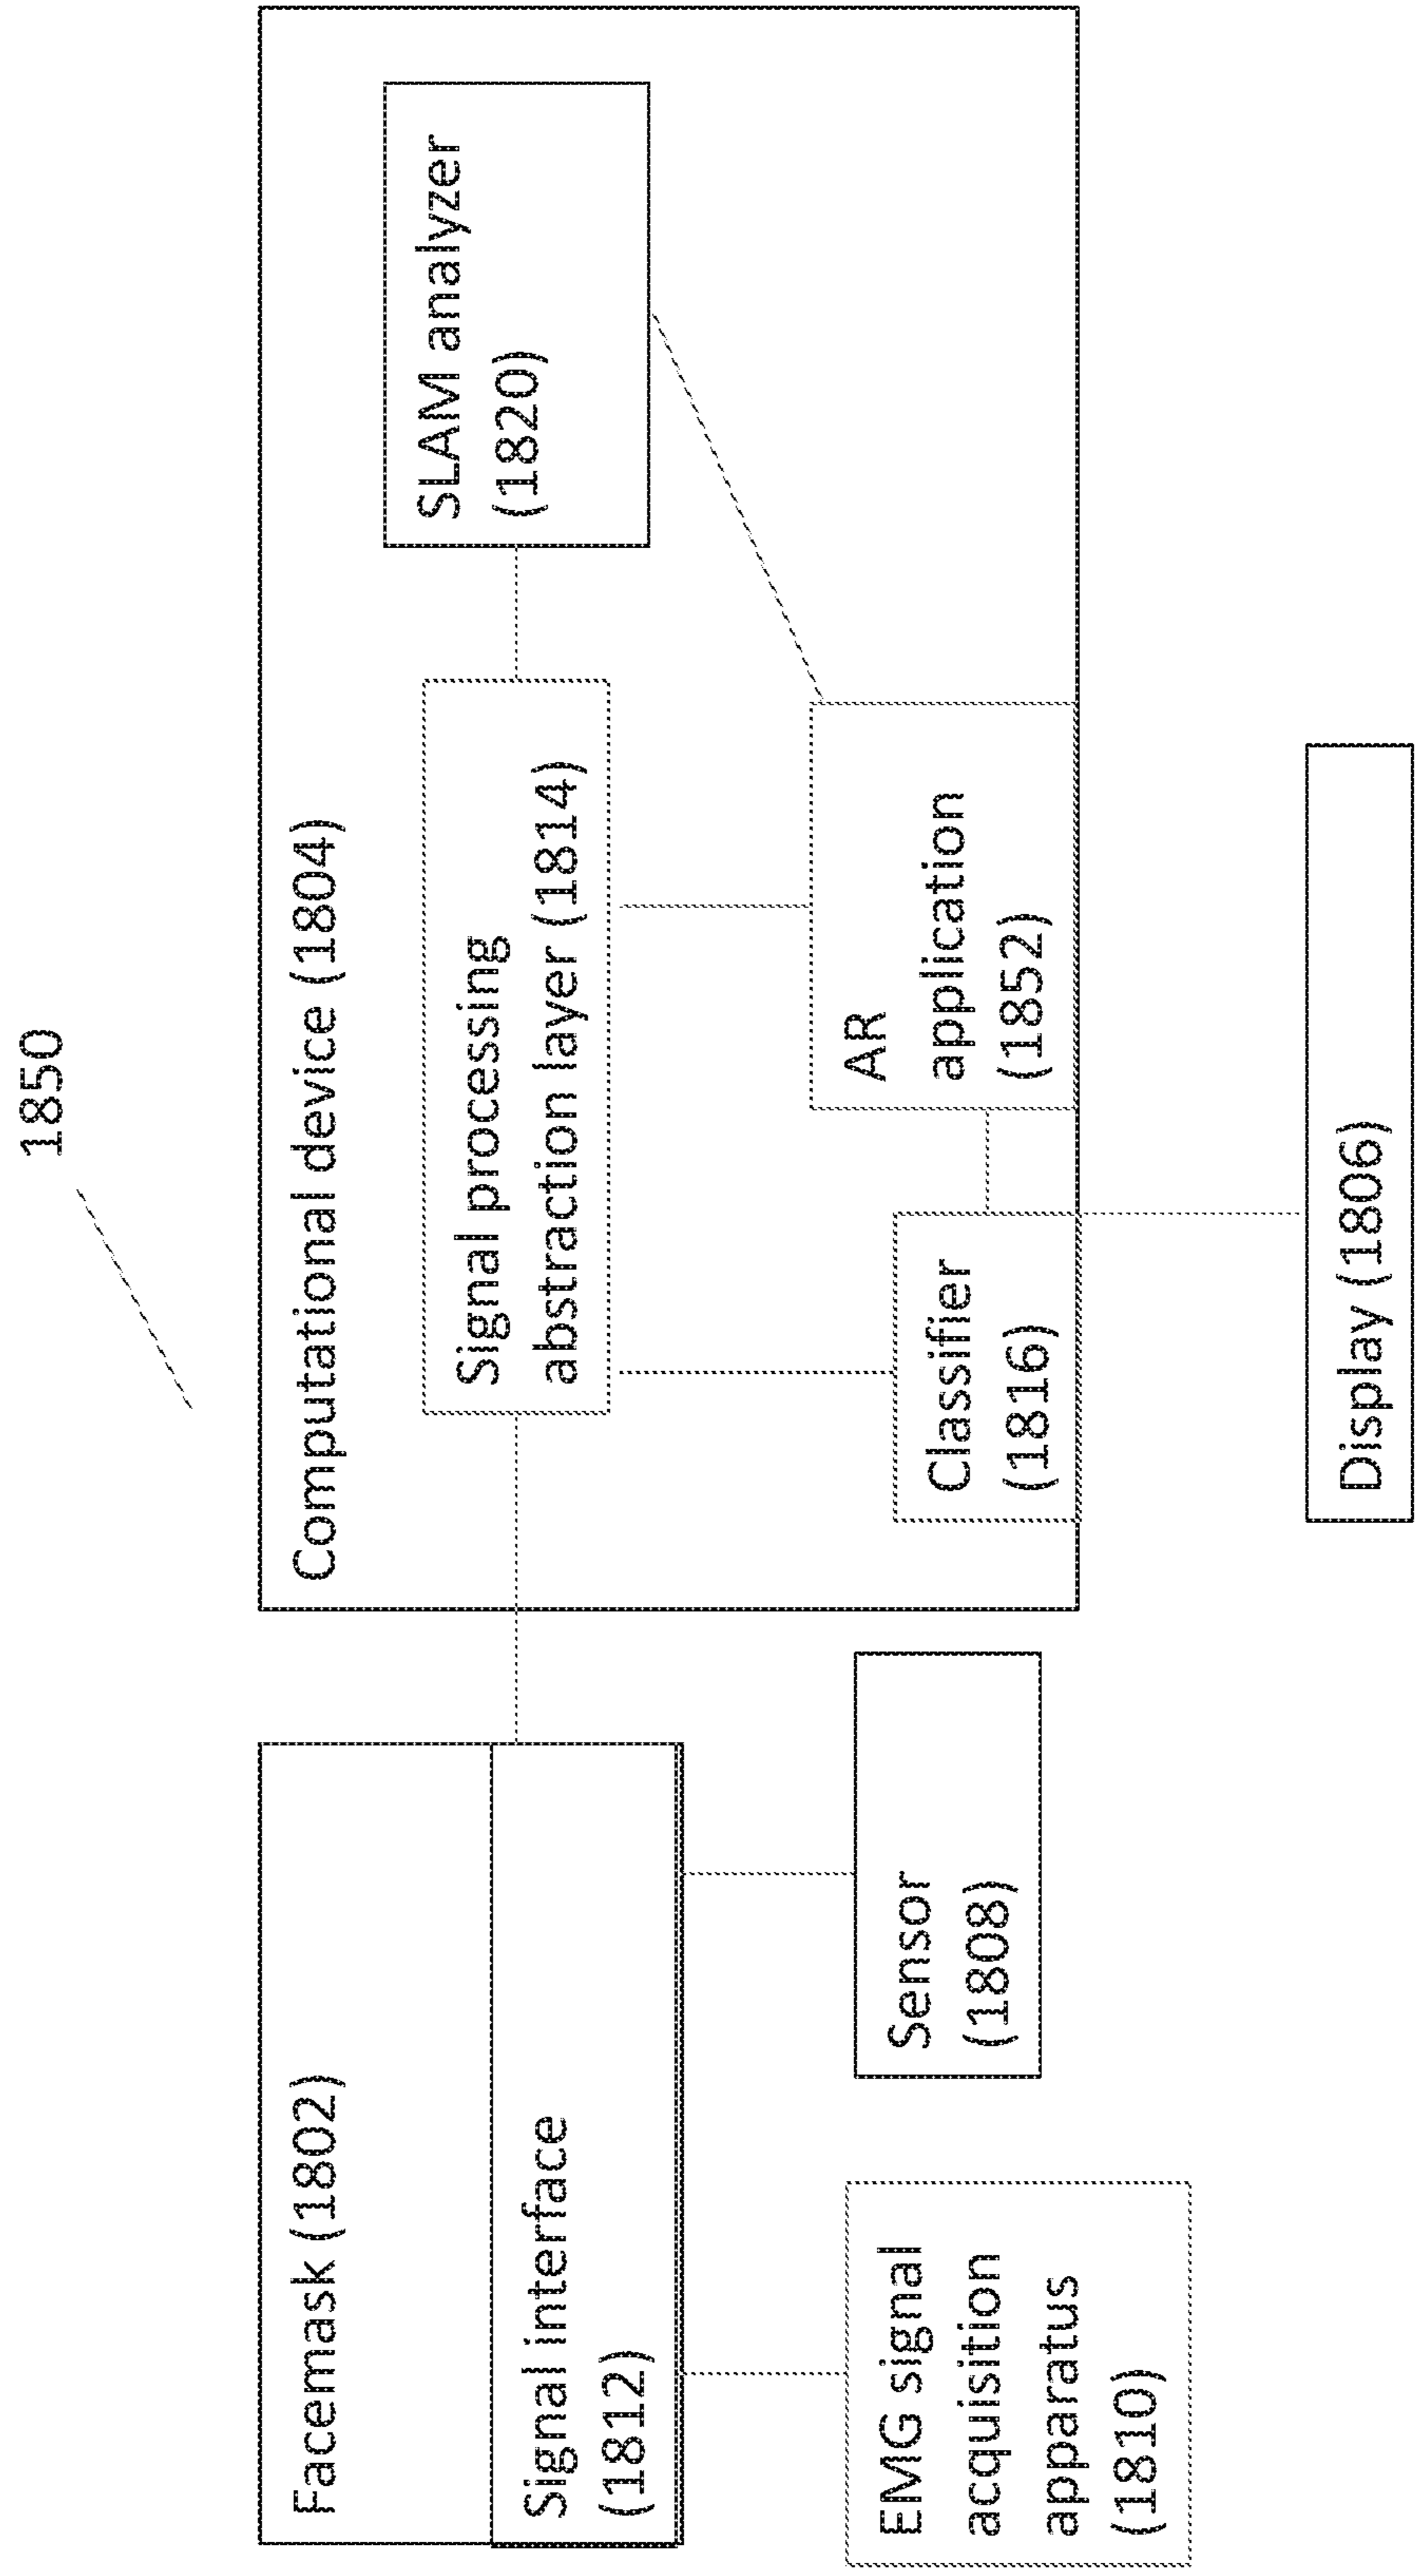 1850
Facemask (1802)
Signal interface
(1812)
EMG signal
acquisition
apparatus
(1810)
Sensor
(1808)
Computational device (1804)
Signal processing
abstraction layer (1814)
SLAM analyzer
(1820)
Classifier
(1816)
AR
application
(1852)
Display (1806)